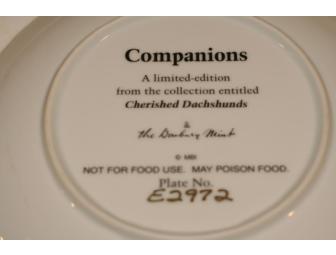 Companions
A limited-edition
from the collection entitled
Cherished Dachshunds
&
The Danbury Mint
© MBI
NOT FOR FOOD USE. MAY POISON FOOD.
Plate No.
E2972